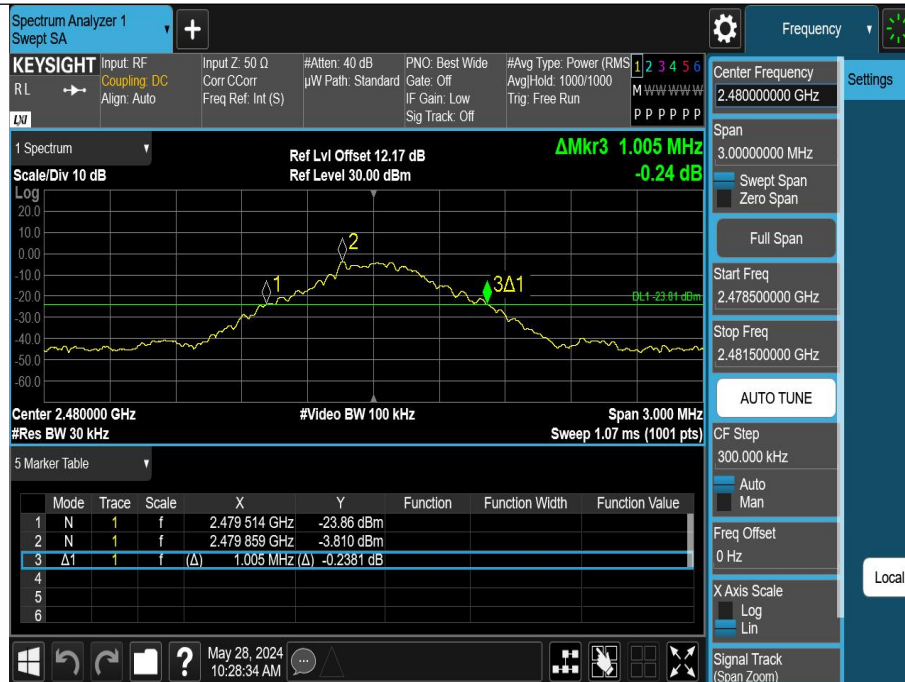 Spectrum Analyzer 1
Swept SA
+
Frequency
KEYSIGHT
RL
LXI
Input: RF
Coupling: DC
Align: Auto
Input Z: 50 Ω
Corr CCorr
Freq Ref: Int (S)
#Atten: 40 dB
µW Path: Standard
PNO: Best Wide
Gate: Off
IF Gain: Low
Sig Track: Off
#Avg Type: Power (RMS
Avg|Hold: 1000/1000
Trig: Free Run
1 2 3 4 5 6
M W W W W W
P P P P P P
1 Spectrum
Scale/Div 10 dB
Ref Lvl Offset 12.17 dB
Ref Level 30.00 dBm
ΔMkr3 1.005 MHz
-0.24 dB
Log
20.0
10.0
0.00
-10.0
-20.0
-30.0
-40.0
-50.0
-60.0
1
2
3Δ1
DL1 -23.81 dBm
Center 2.480000 GHz
#Video BW 100 kHz
Span 3.000 MHz
#Res BW 30 kHz
Sweep 1.07 ms (1001 pts)
5 Marker Table
Mode Trace Scale X Y Function Function Width Function Value
1 N 1 f 2.479 514 GHz -23.86 dBm
2 N 1 f 2.479 859 GHz -3.810 dBm
3 Δ1 1 f (Δ) 1.005 MHz (Δ) -0.2381 dB
4
5
6
?
May 28, 2024
10:28:34 AM
Center Frequency
2.480000000 GHz
Span
3.00000000 MHz
Swept Span
Zero Span
Full Span
Start Freq
2.478500000 GHz
Stop Freq
2.481500000 GHz
AUTO TUNE
CF Step
300.000 kHz
Auto
Man
Freq Offset
0 Hz
X Axis Scale
Log
Lin
Signal Track
(Span Zoom)
Settings
Local